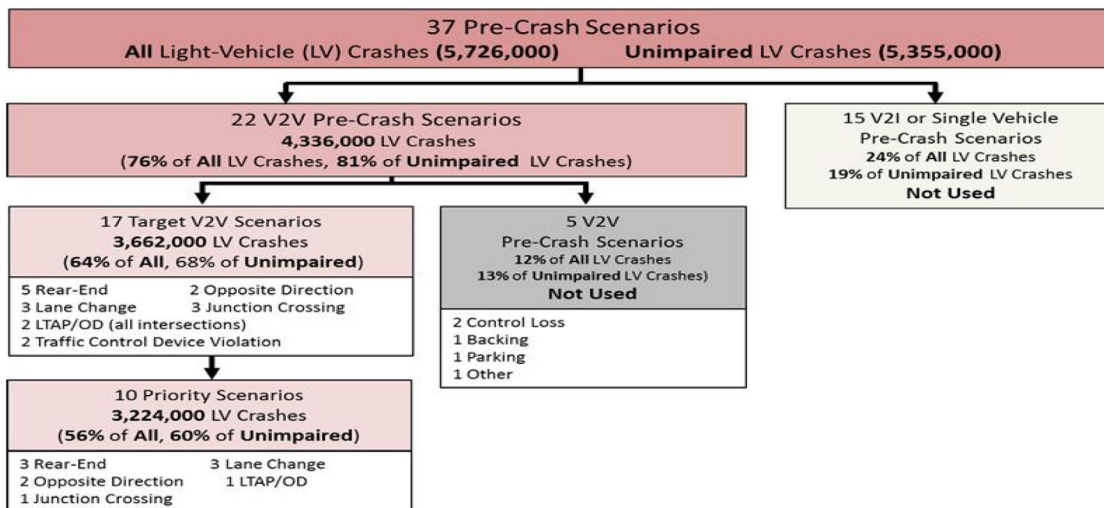 37 Pre-Crash Scenarios
All Light-Vehicle (LV) Crashes (5,726,000) Unimpaired LV Crashes (5,355,000)
22 V2V Pre-Crash Scenarios
4,336,000 LV Crashes
(76% of All LV Crashes, 81% of Unimpaired LV Crashes)
15 V2I or Single Vehicle
Pre-Crash Scenarios
24% of All LV Crashes
19% of Unimpaired LV Crashes
Not Used
17 Target V2V Scenarios
3,662,000 LV Crashes
(64% of All, 68% of Unimpaired)
5 Rear-End 2 Opposite Direction
3 Lane Change 3 Junction Crossing
2 LTAP/OD (all intersections)
2 Traffic Control Device Violation
5 V2V
Pre-Crash Scenarios
12% of All LV Crashes
13% of Unimpaired LV Crashes)
Not Used
2 Control Loss
1 Backing
1 Parking
1 Other
10 Priority Scenarios
3,224,000 LV Crashes
(56% of All, 60% of Unimpaired)
3 Rear-End 3 Lane Change
2 Opposite Direction 1 LTAP/OD
1 Junction Crossing